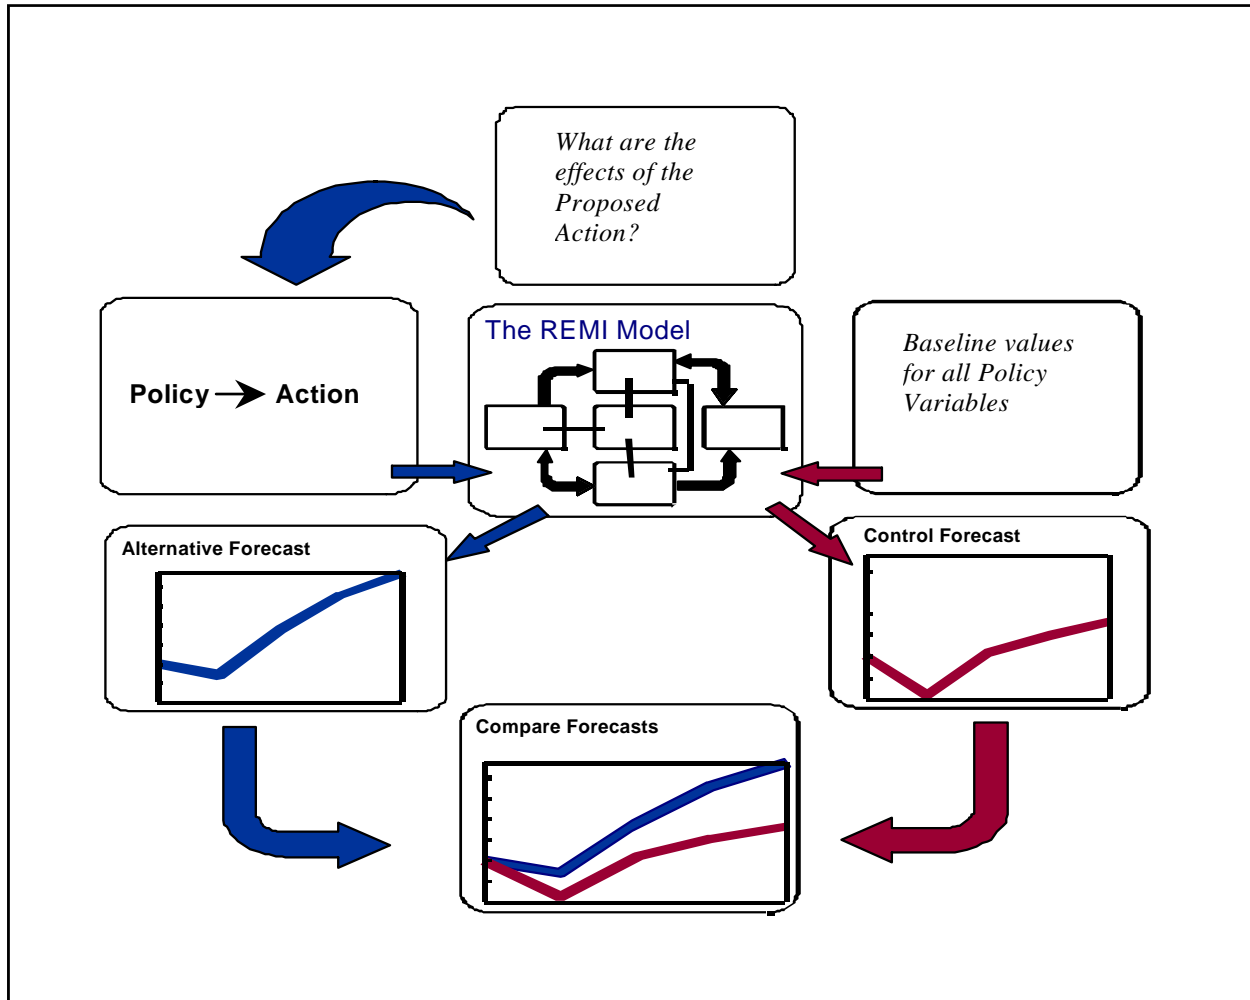 What are the
effects of the
Proposed
Action?
Policy → Action
The REMI Model
Baseline values
for all Policy
Variables
Alternative Forecast
Control Forecast
Compare Forecasts